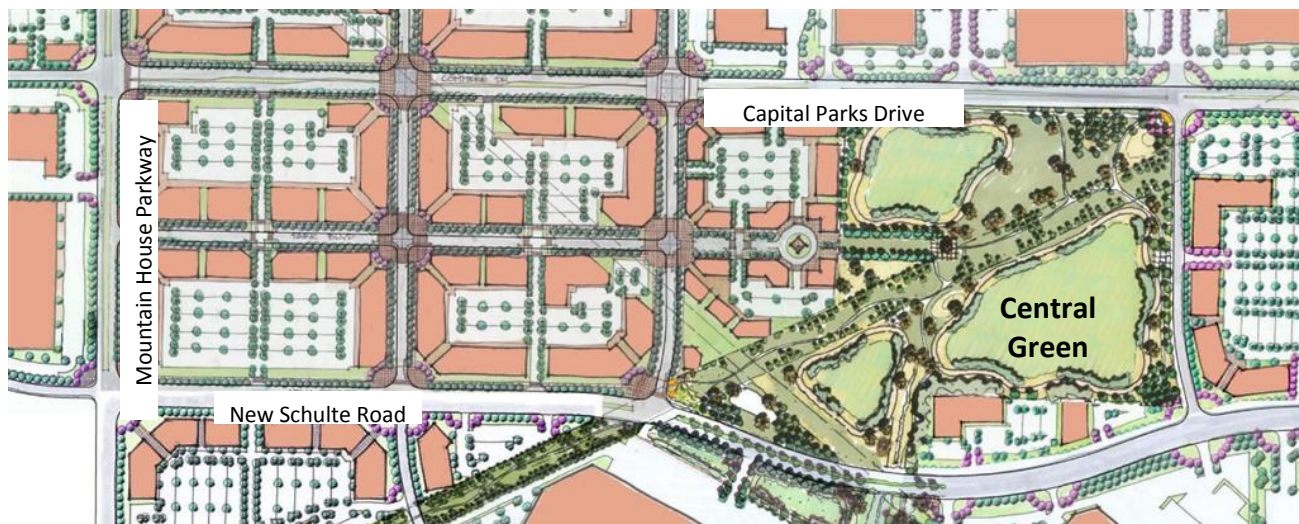 Capital Parks Drive
Mountain House Parkway
Central
Green
New Schulte Road